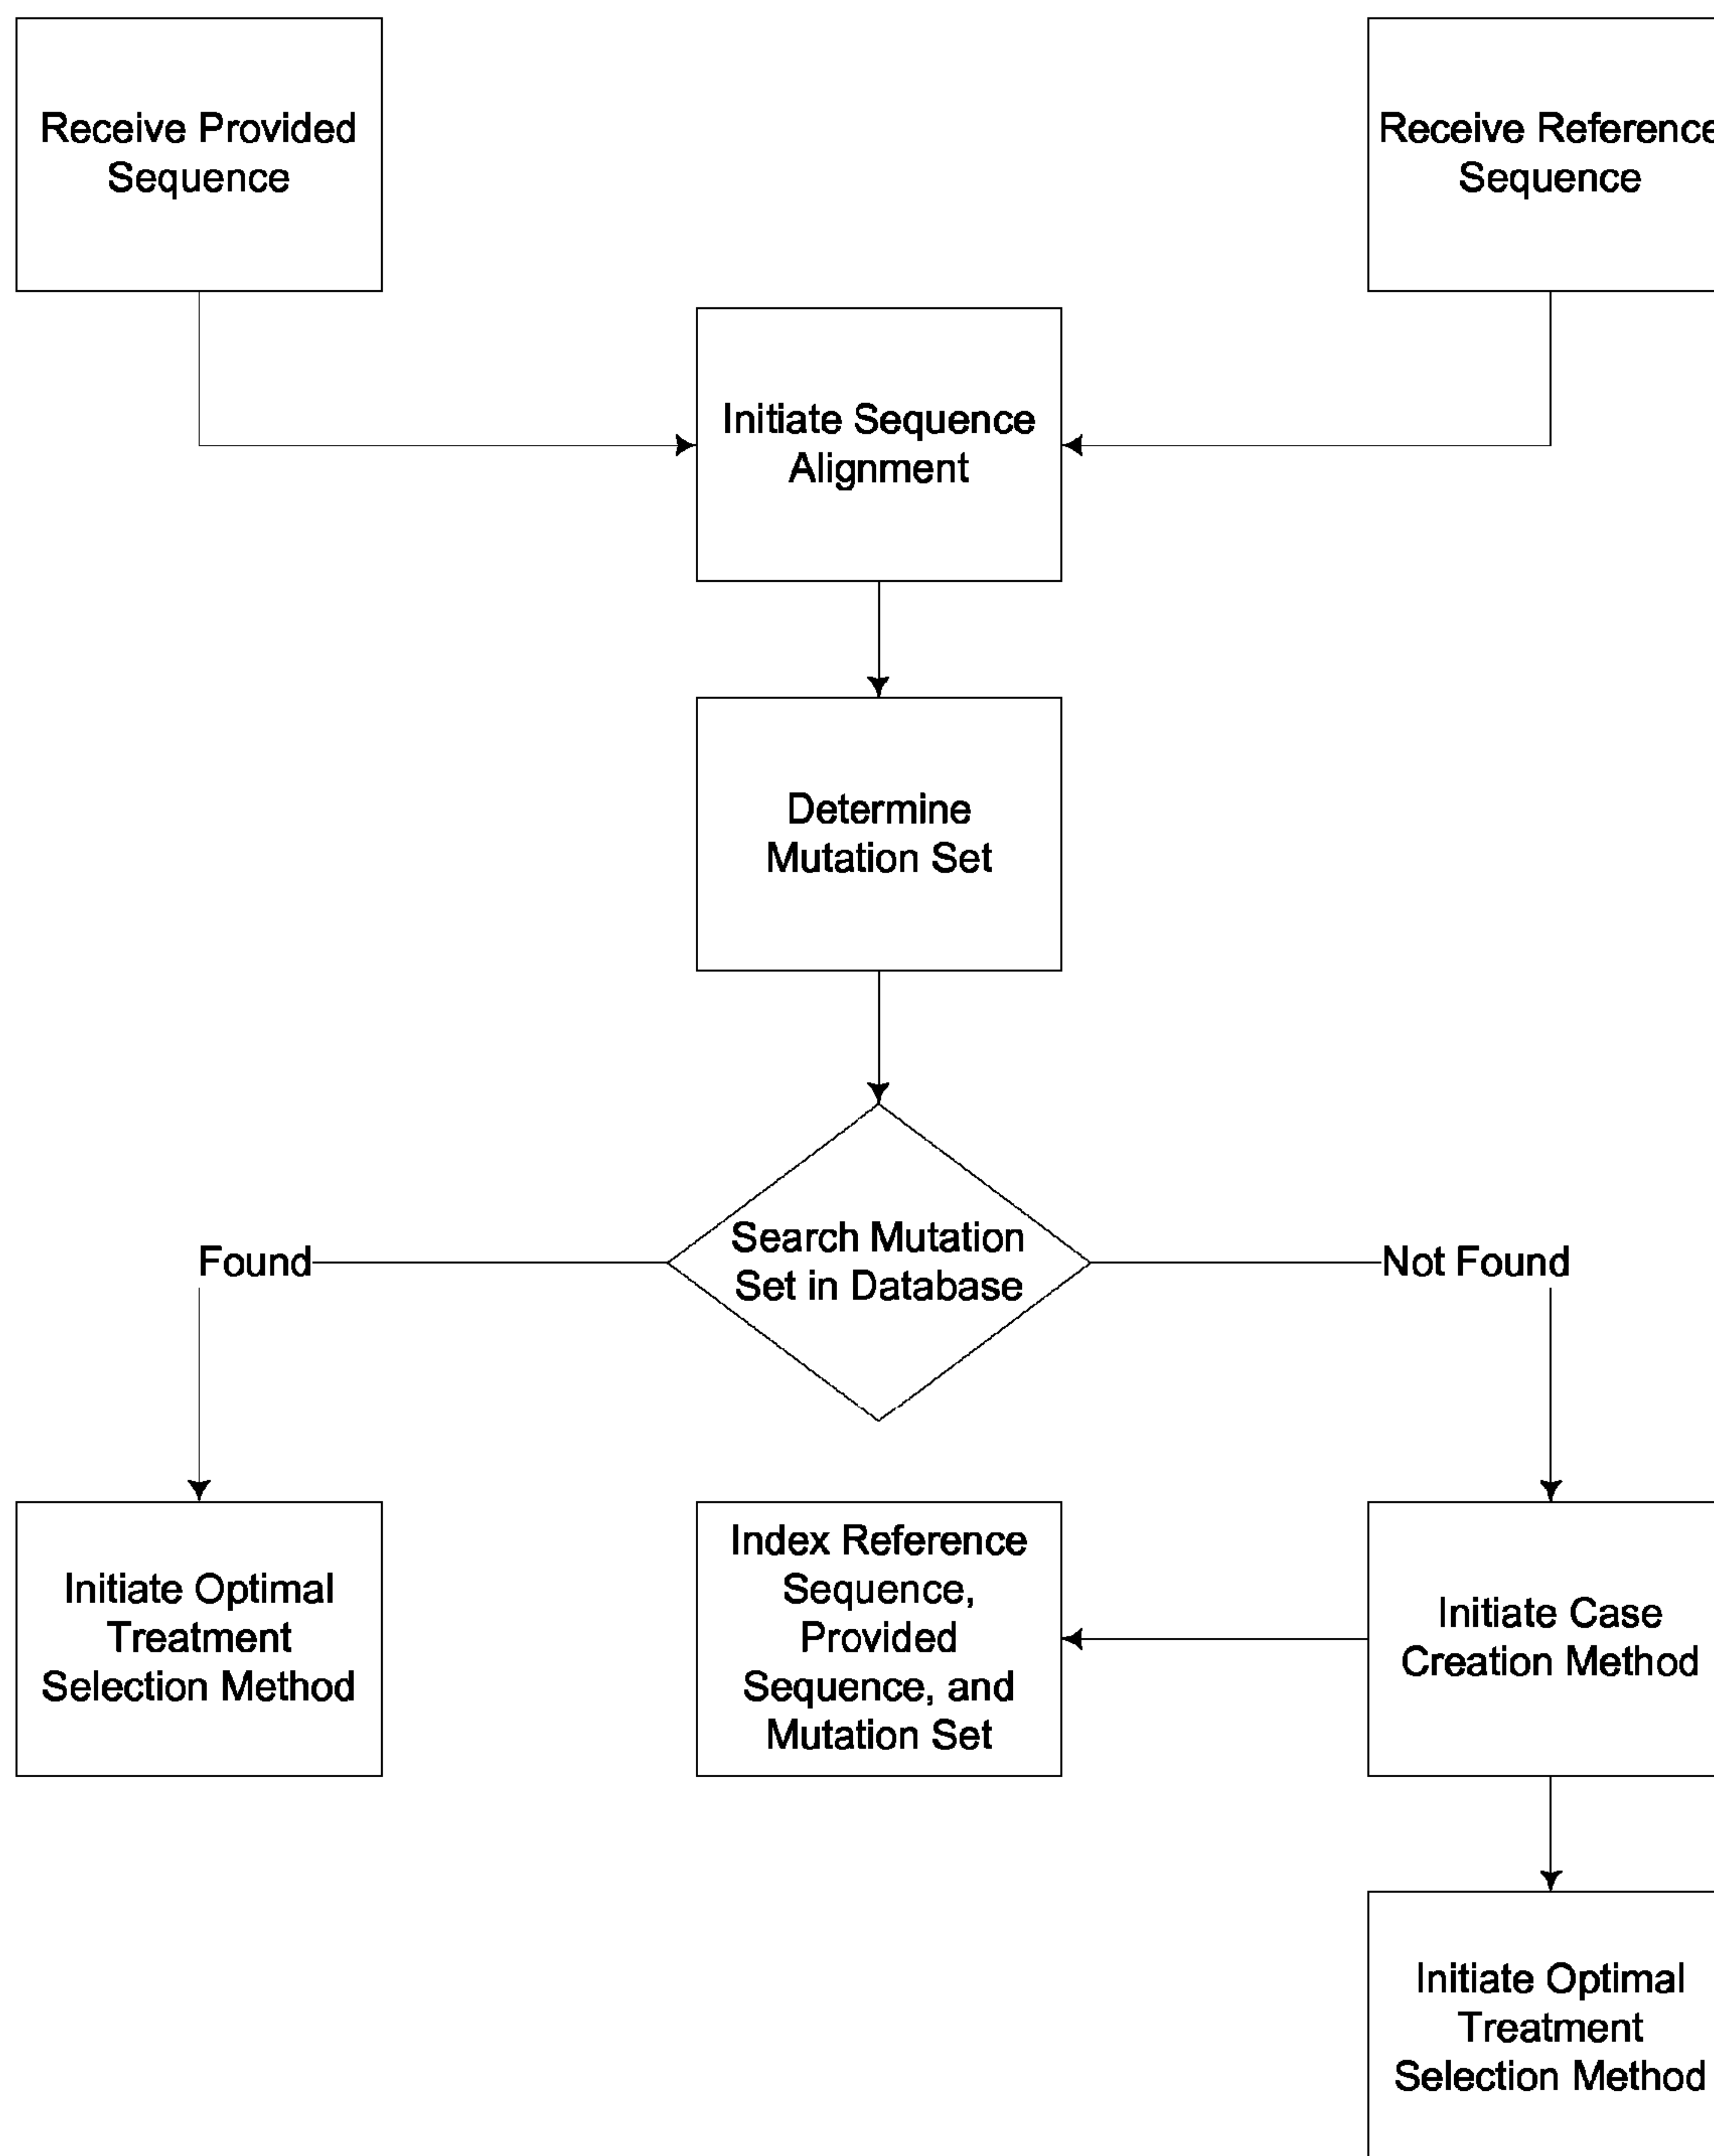 Receive Provided
Sequence
Receive Reference
Sequence
Initiate Sequence
Alignment
Determine
Mutation Set
Search Mutation
Set in Database
Found
Not Found
Initiate Optimal
Treatment
Selection Method
Index Reference
Sequence,
Provided
Sequence, and
Mutation Set
Initiate Case
Creation Method
Initiate Optimal
Treatment
Selection Method